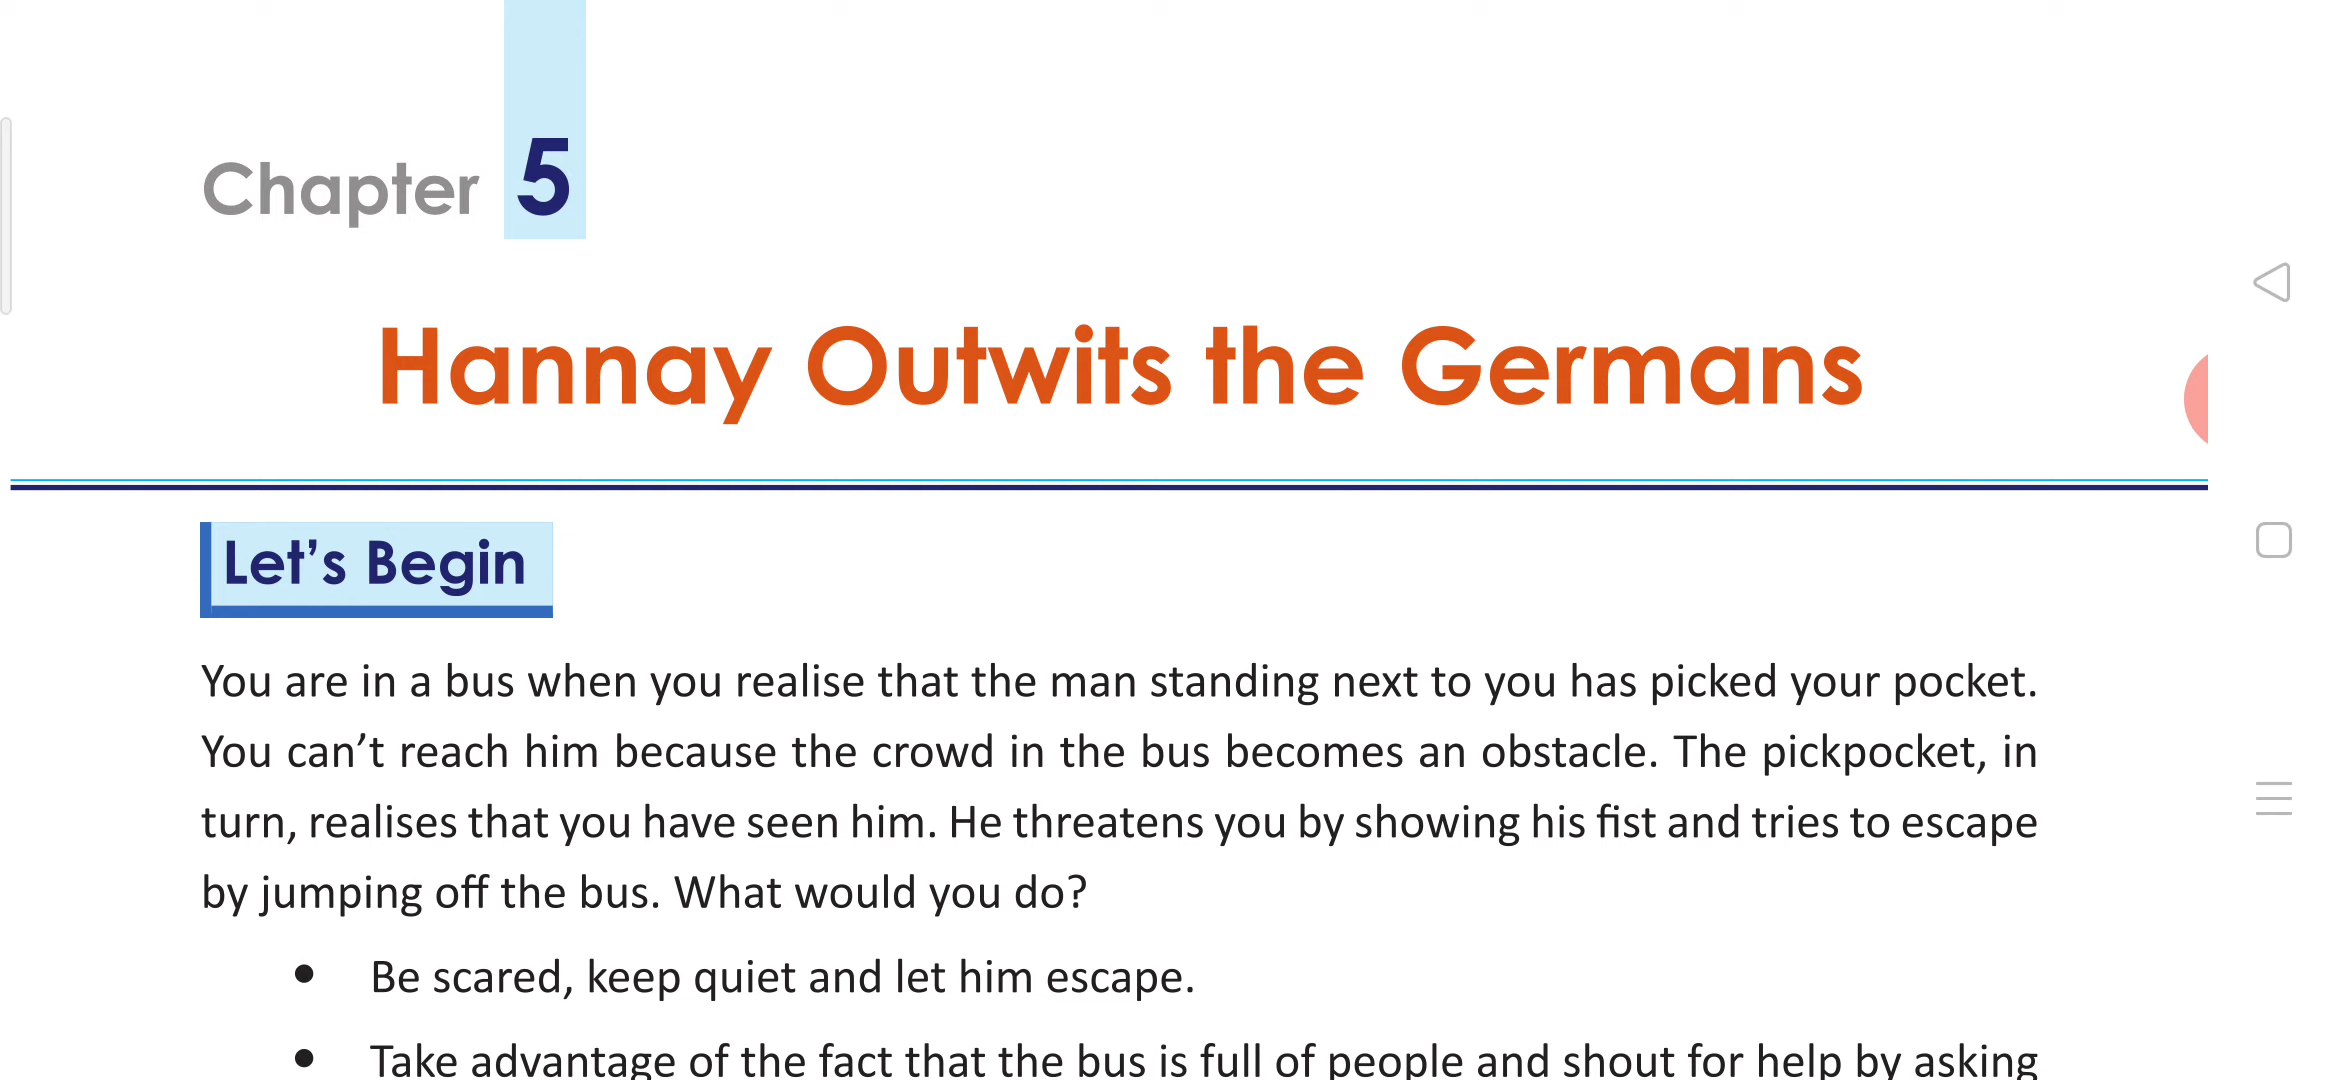 Chapter 5
Hannay Outwits the Germans
Let’s Begin
You are in a bus when you realise that the man standing next to you has picked your pocket.
You can’t reach him because the crowd in the bus becomes an obstacle. The pickpocket, in
turn, realises that you have seen him. He threatens you by showing his fist and tries to escape
by jumping off the bus. What would you do?
• Be scared, keep quiet and let him escape.
• Take advantage of the fact that the bus is full of people and shout for help by asking